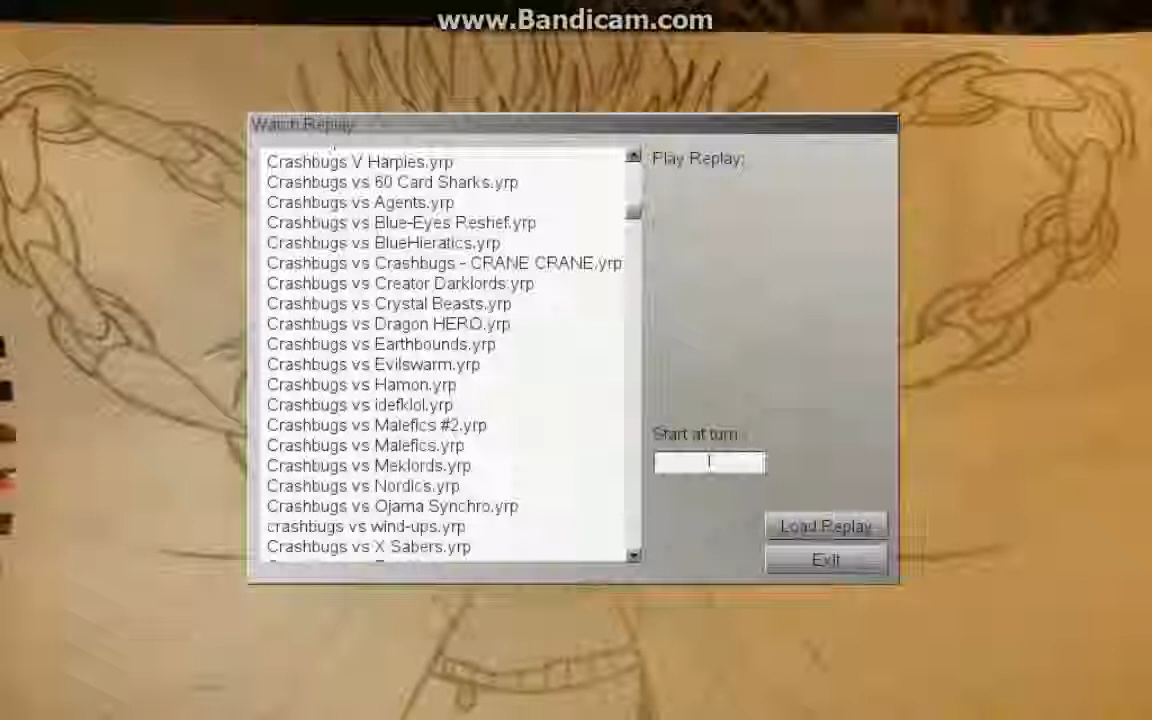 www.Bandicam.com
Watch Replay
Crashbugs V Harpies.yrp
Crashbugs vs 60 Card Sharks.yrp
Crashbugs vs Agents.yrp
Crashbugs vs Blue-Eyes Reshef.yrp
Crashbugs vs BlueHieratics.yrp
Crashbugs vs Crashbugs - CRANE CRANE.yrp
Crashbugs vs Creator Darklords.yrp
Crashbugs vs Crystal Beasts.yrp
Crashbugs vs Dragon HERO.yrp
Crashbugs vs Earthbounds.yrp
Crashbugs vs Evilswarm.yrp
Crashbugs vs Hamon.yrp
Crashbugs vs idefklol.yrp
Crashbugs vs Malefics #2.yrp
Crashbugs vs Malefics.yrp
Crashbugs vs Meklords.yrp
Crashbugs vs Nordics.yrp
Crashbugs vs Ojama Synchro.yrp
crashbugs vs wind-ups.yrp
Crashbugs vs X Sabers.yrp
Play Replay:
Start at turn
Load Replay
Exit